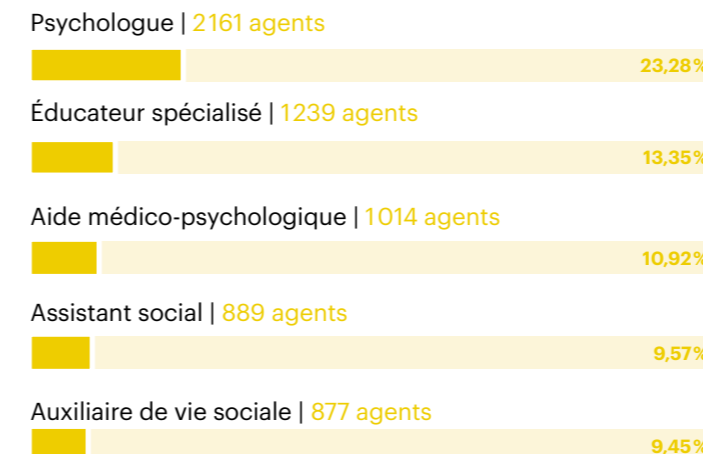 Psychologue | 2161 agents
23,28%
Éducateur spécialisé | 1239 agents
13,35%
Aide médico-psychologique | 1014 agents
10,92%
Assistant social | 889 agents
9,57%
Auxiliaire de vie sociale | 877 agents
9,45%